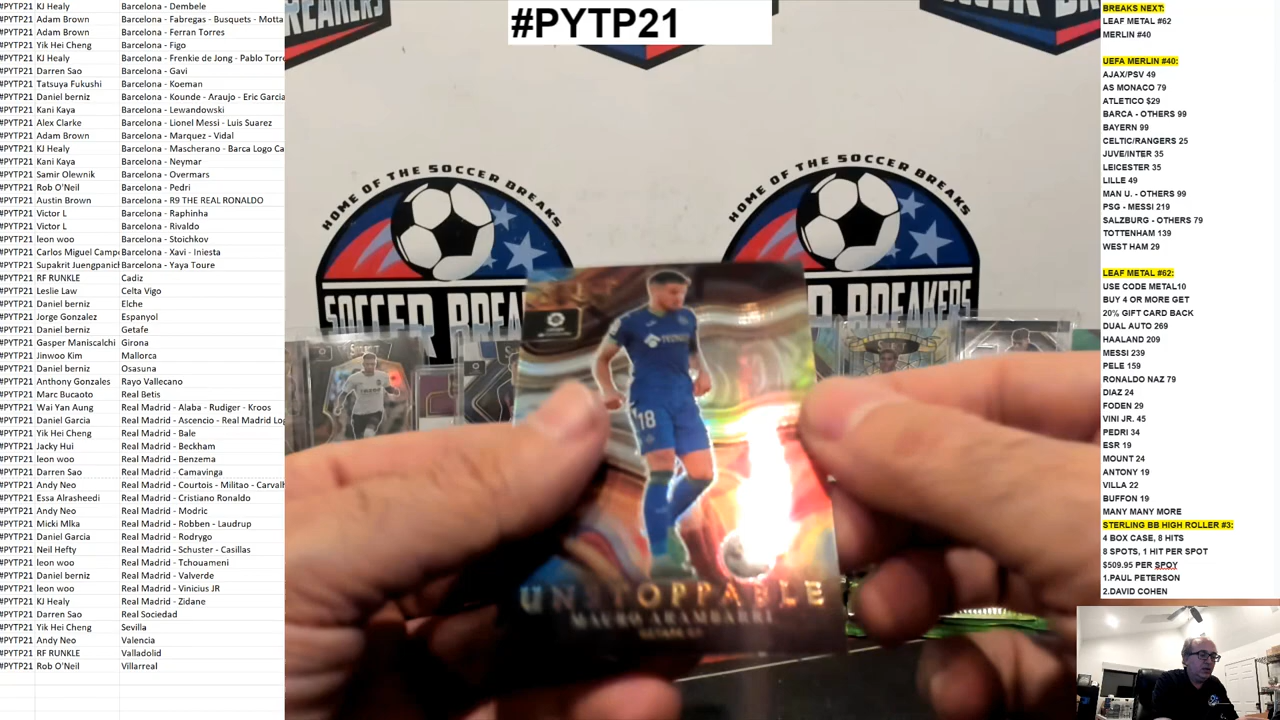 #PYTP21
#PYTP21 KJ Healy Barcelona - Dembele
#PYTP21 Adam Brown Barcelona - Fabregas - Busquets - Motta
#PYTP21 Adam Brown Barcelona - Ferran Torres
#PYTP21 Yik Hei Cheng Barcelona - Figo
#PYTP21 KJ Healy Barcelona - Frenkie de Jong - Pablo Torr
#PYTP21 Darren Sao Barcelona - Gavi
#PYTP21 Tatsuya Fukushi Barcelona - Koeman
#PYTP21 Daniel berniz Barcelona - Kounde - Araujo - Eric Garcia
#PYTP21 Kani Kaya Barcelona - Lewandowski
#PYTP21 Alex Clarke Barcelona - Lionel Messi - Luis Suarez
#PYTP21 Adam Brown Barcelona - Marquez - Vidal
#PYTP21 KJ Healy Barcelona - Mascherano - Barca Logo Ca
#PYTP21 Kani Kaya Barcelona - Neymar
#PYTP21 Samir Olewnik Barcelona - Overmars
#PYTP21 Rob O'Neil Barcelona - Pedri
#PYTP21 Austin Brown Barcelona - R9 THE REAL RONALDO
#PYTP21 Victor L Barcelona - Raphinha
#PYTP21 Victor L Barcelona - Rivaldo
#PYTP21 leon woo Barcelona - Stoichkov
#PYTP21 Carlos Miguel Campo Barcelona - Xavi - Iniesta
#PYTP21 Supakrit Juengpanich Barcelona - Yaya Toure
#PYTP21 RF RUNKLE Cadiz
#PYTP21 Leslie Law Celta Vigo
#PYTP21 Daniel berniz Elche
#PYTP21 Jorge Gonzalez Espanyol
#PYTP21 Daniel berniz Getafe
#PYTP21 Gasper Maniscalchi Girona
#PYTP21 Jinwoo Kim Mallorca
#PYTP21 Daniel berniz Osasuna
#PYTP21 Anthony Gonzales Rayo Vallecano
#PYTP21 Marc Bucaoto Real Betis
#PYTP21 Wai Yan Aung Real Madrid - Alaba - Rudiger - Kroos
#PYTP21 Daniel Garcia Real Madrid - Ascencio - Real Madrid Log
#PYTP21 Yik Hei Cheng Real Madrid - Bale
#PYTP21 Jacky Hui Real Madrid - Beckham
#PYTP21 leon woo Real Madrid - Benzema
#PYTP21 Darren Sao Real Madrid - Camavinga
#PYTP21 Andy Neo Real Madrid - Courtois - Militao - Carvalh
#PYTP21 Essa Alrasheedi Real Madrid - Cristiano Ronaldo
#PYTP21 Andy Neo Real Madrid - Modric
#PYTP21 Micki Mlka Real Madrid - Robben - Laudrup
#PYTP21 Daniel Garcia Real Madrid - Rodrygo
#PYTP21 Neil Hefty Real Madrid - Schuster - Casillas
#PYTP21 leon woo Real Madrid - Tchouameni
#PYTP21 Daniel berniz Real Madrid - Valverde
#PYTP21 leon woo Real Madrid - Vinicius JR
#PYTP21 KJ Healy Real Madrid - Zidane
#PYTP21 Darren Sao Real Sociedad
#PYTP21 Yik Hei Cheng Sevilla
#PYTP21 Andy Neo Valencia
#PYTP21 RF RUNKLE Valladolid
#PYTP21 Rob O'Neil Villarreal
HOME OF THE SOCCER BREAKS
SOCCER BREA
HOME OF THE SOCCER BREAKS
BREAKERS
18
UNSTOPPABLE
MAURO ARAMBARRI
BREAKS NEXT:
LEAF METAL #62
MERLIN #40
UEFA MERLIN #40:
AJAX/PSV 49
AS MONACO 79
ATLETICO $29
BARCA - OTHERS 99
BAYERN 99
CELTIC/RANGERS 25
JUVE/INTER 35
LEICESTER 35
LILLE 49
MAN U. - OTHERS 99
PSG - MESSI 219
SALZBURG - OTHERS 79
TOTTENHAM 139
WEST HAM 29
LEAF METAL #62:
USE CODE METAL10
BUY 4 OR MORE GET
20% GIFT CARD BACK
DUAL AUTO 269
HAALAND 209
MESSI 239
PELE 159
RONALDO NAZ 79
DIAZ 24
FODEN 29
VINI JR. 45
PEDRI 34
ESR 19
MOUNT 24
ANTONY 19
VILLA 22
BUFFON 19
MANY MANY MORE
STERLING BB HIGH ROLLER #3:
4 BOX CASE, 8 HITS
8 SPOTS, 1 HIT PER SPOT
$509.95 PER SPOY
1.PAUL PETERSON
2.DAVID COHEN